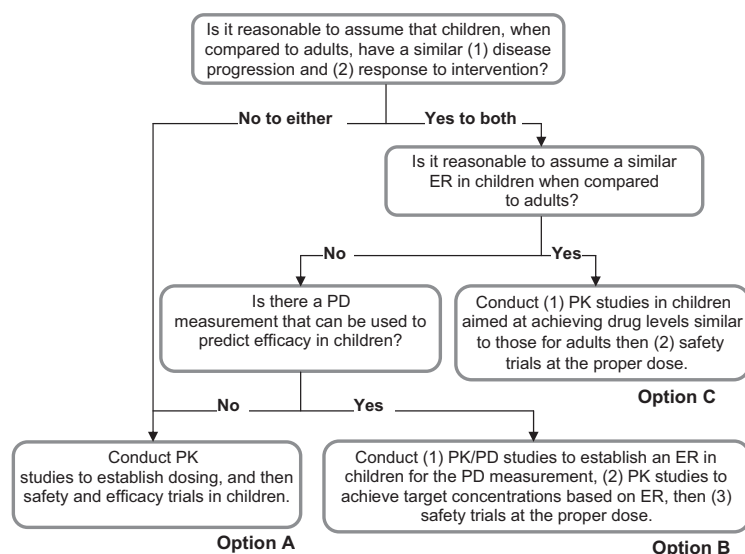 Is it reasonable to assume that children, when
compared to adults, have a similar (1) disease
progression and (2) response to intervention?
No to either
Yes to both
Is it reasonable to assume a similar
ER in children when compared
to adults?
No
Yes
Is there a PD
measurement that can be used to
predict efficacy in children?
Conduct (1) PK studies in children
aimed at achieving drug levels similar
to those for adults then (2) safety
trials at the proper dose.
Option C
No
Yes
Conduct PK
studies to establish dosing, and then
safety and efficacy trials in children.
Option A
Conduct (1) PK/PD studies to establish an ER in
children for the PD measurement, (2) PK studies to
achieve target concentrations based on ER, then (3)
safety trials at the proper dose.
Option B